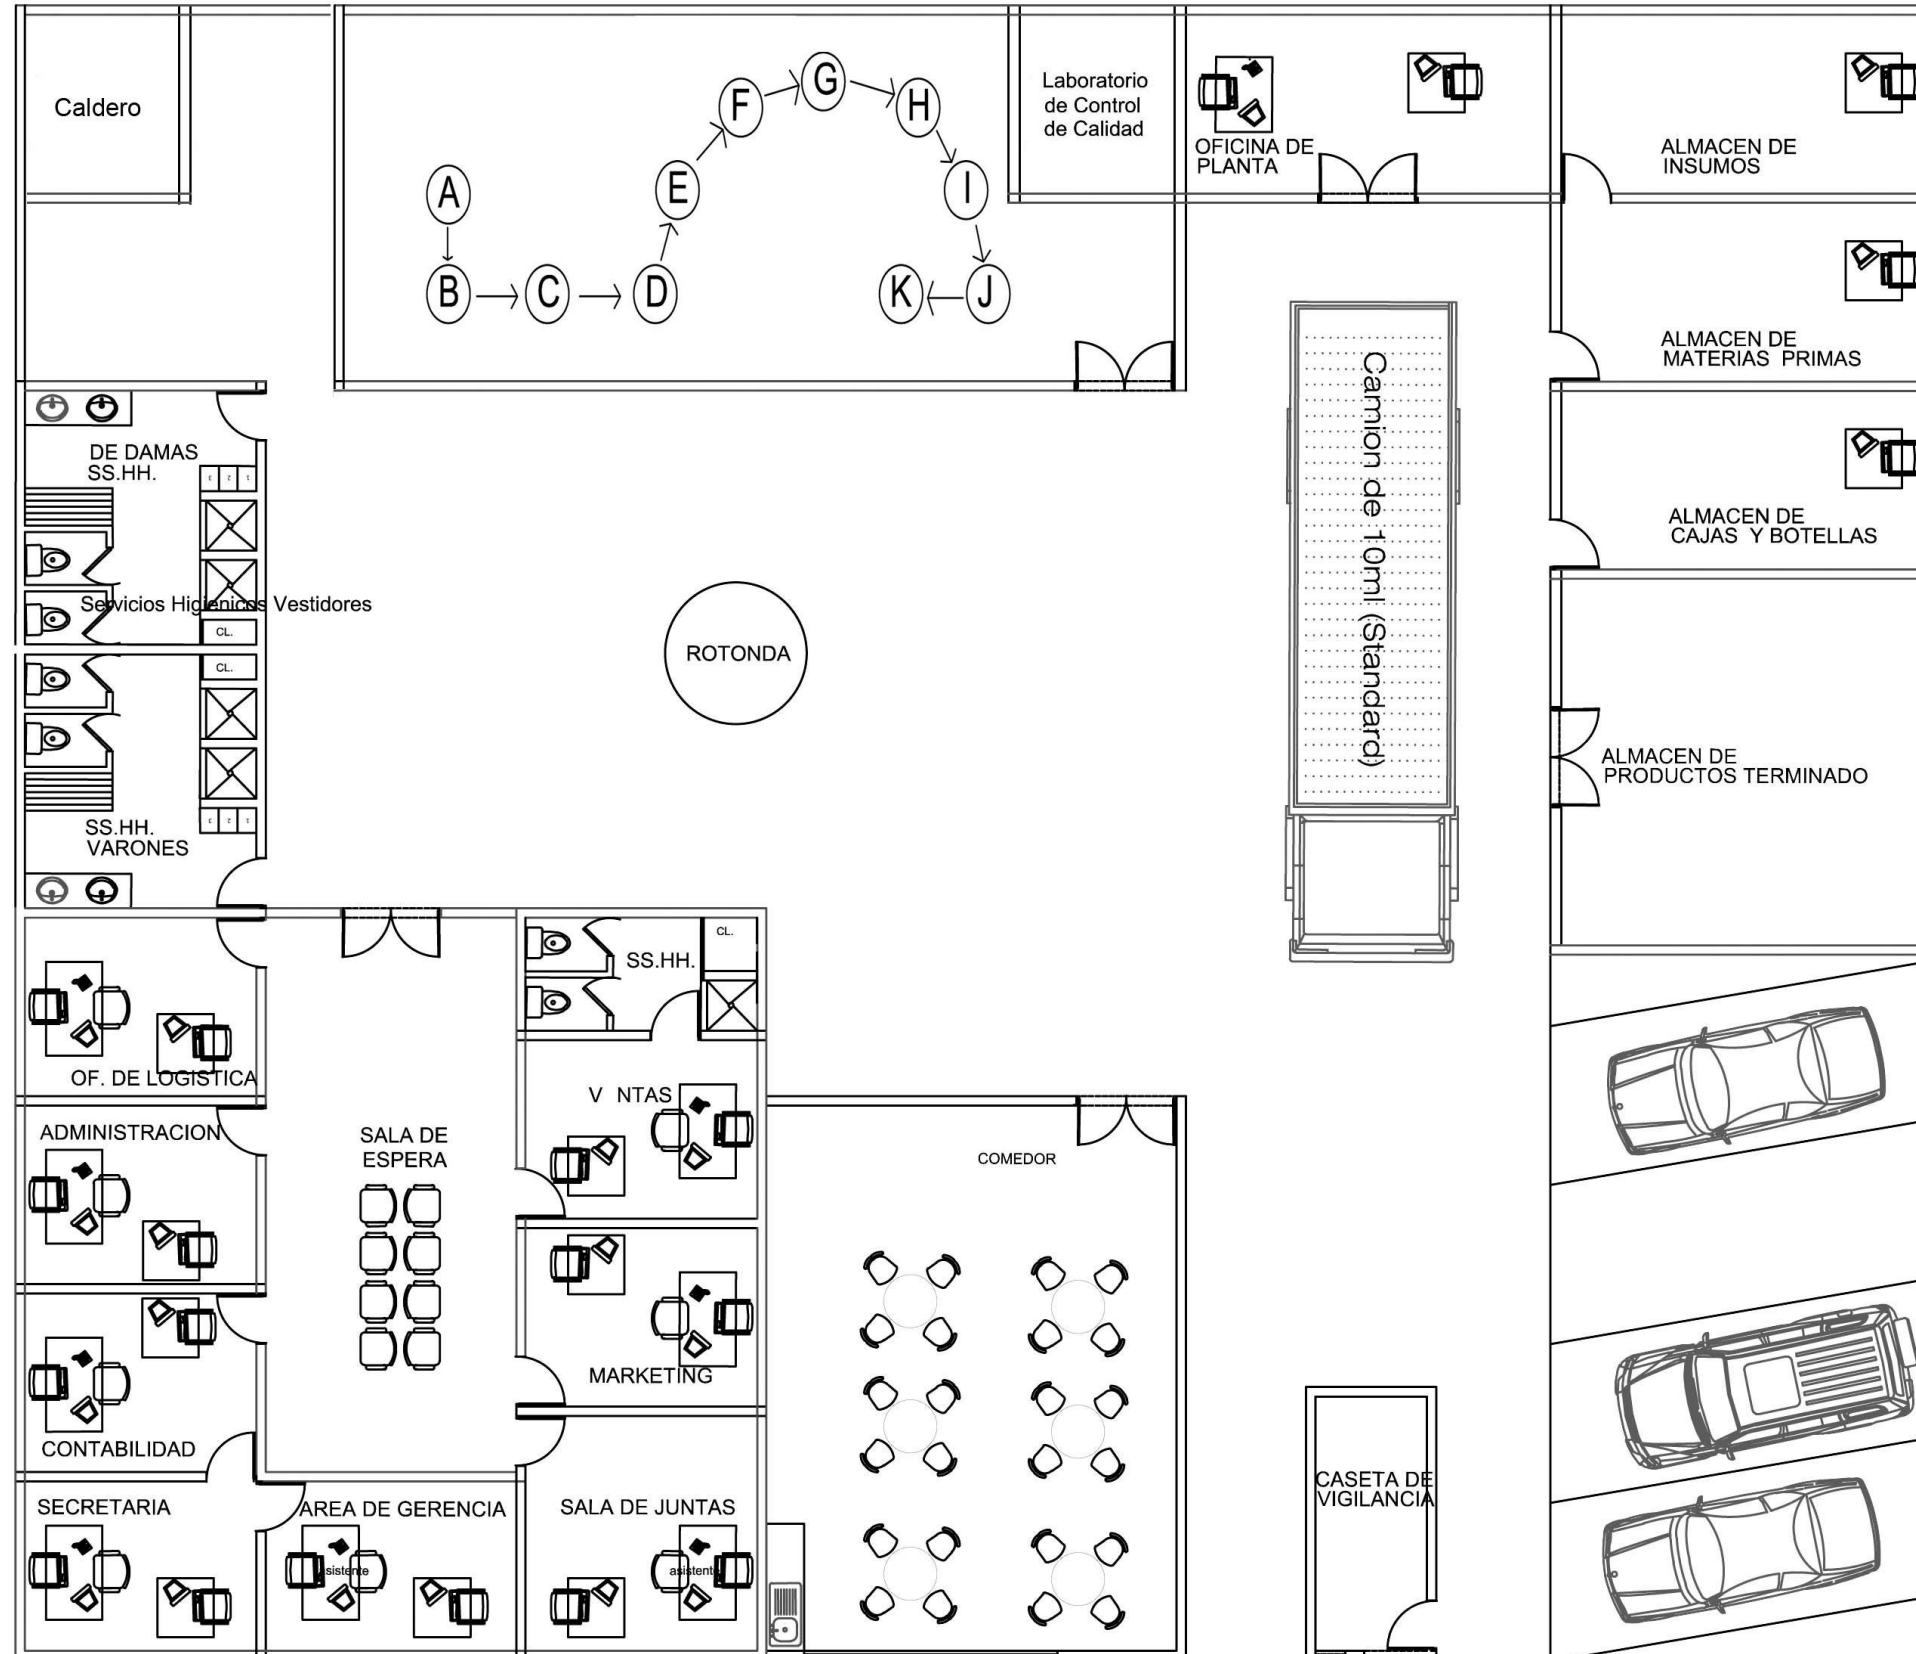 Caldero
A
B
C
D
E
F
G
H
I
J
K
Laboratorio
de Control
de Calidad
OFICINA DE
PLANTA
ALMACEN DE
INSUMOS
ALMACEN DE
MATERIAS PRIMAS
ALMACEN DE
CAJAS Y BOTELLAS
Camion de 10ml (Standard)
DE DAMAS
SS.HH.
Servicios Higienicos Vestidores
CL.
CL.
SS.HH.
VARONES
ROTONDA
ALMACEN DE
PRODUCTOS TERMINADO
CL.
SS.HH.
OF. DE LOGISTICA
V NTAS
ADMINISTRACION
SALA DE
ESPERA
COMEDOR
MARKETING
CONTABILIDAD
SECRETARIA
AREA DE GERENCIA
SALA DE JUNTAS
CASETA DE
VIGILANCIA
asistente
asistente